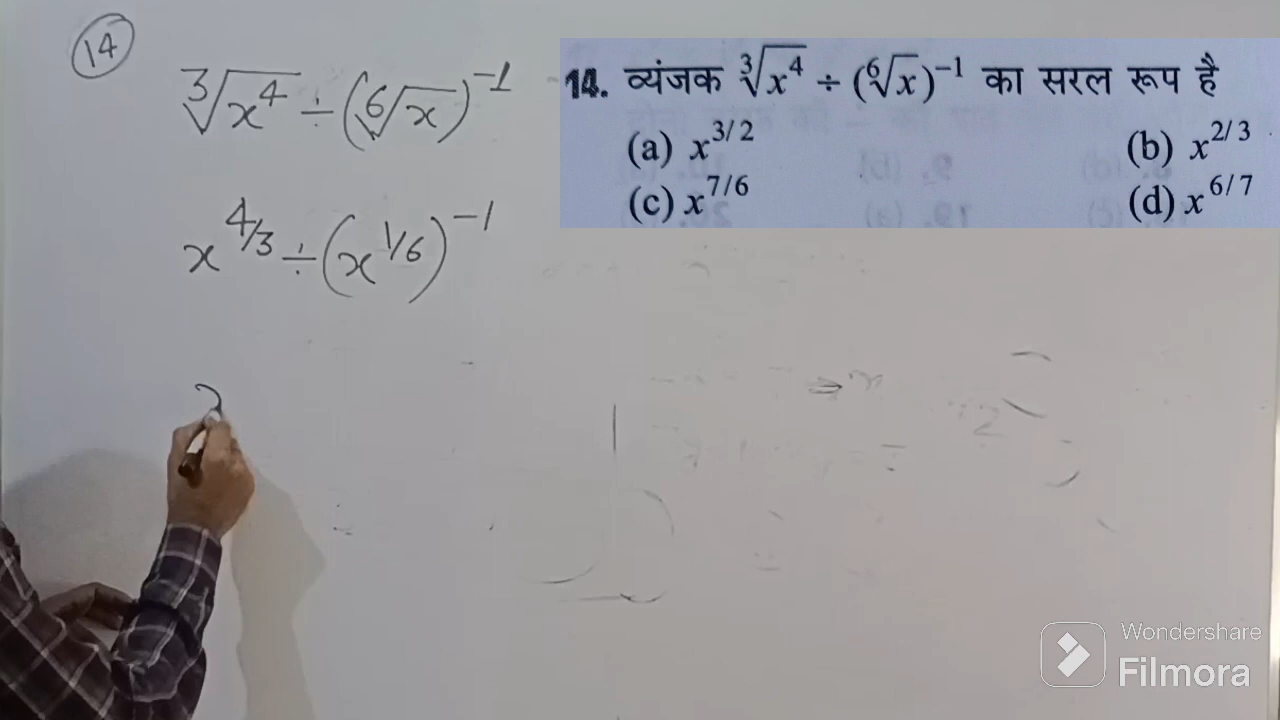 14
∛x⁴ ÷ (⁶√x)⁻¹
x^4/3 ÷ (x^1/6)⁻¹
14. व्यंजक ∛x⁴ ÷ (⁶√x)⁻¹ का सरल रूप है
(a) x^3/2 (b) x^2/3
(c) x^7/6 (d) x^6/7
Wondershare
Filmora